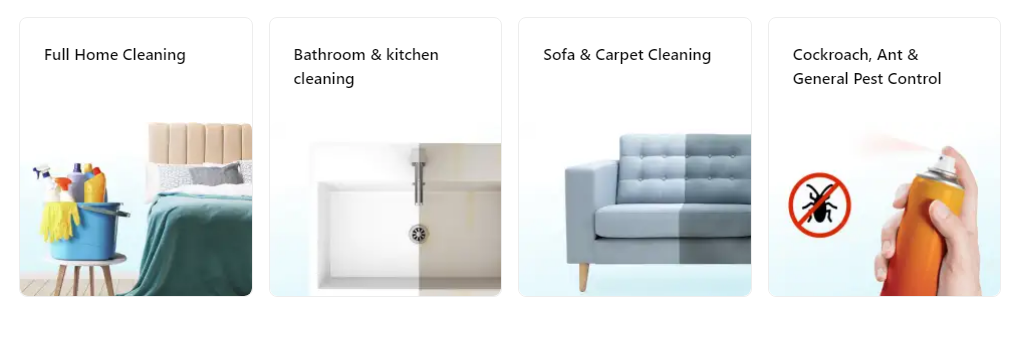 Full Home Cleaning
Bathroom & kitchen
cleaning
Sofa & Carpet Cleaning
Cockroach, Ant &
General Pest Control